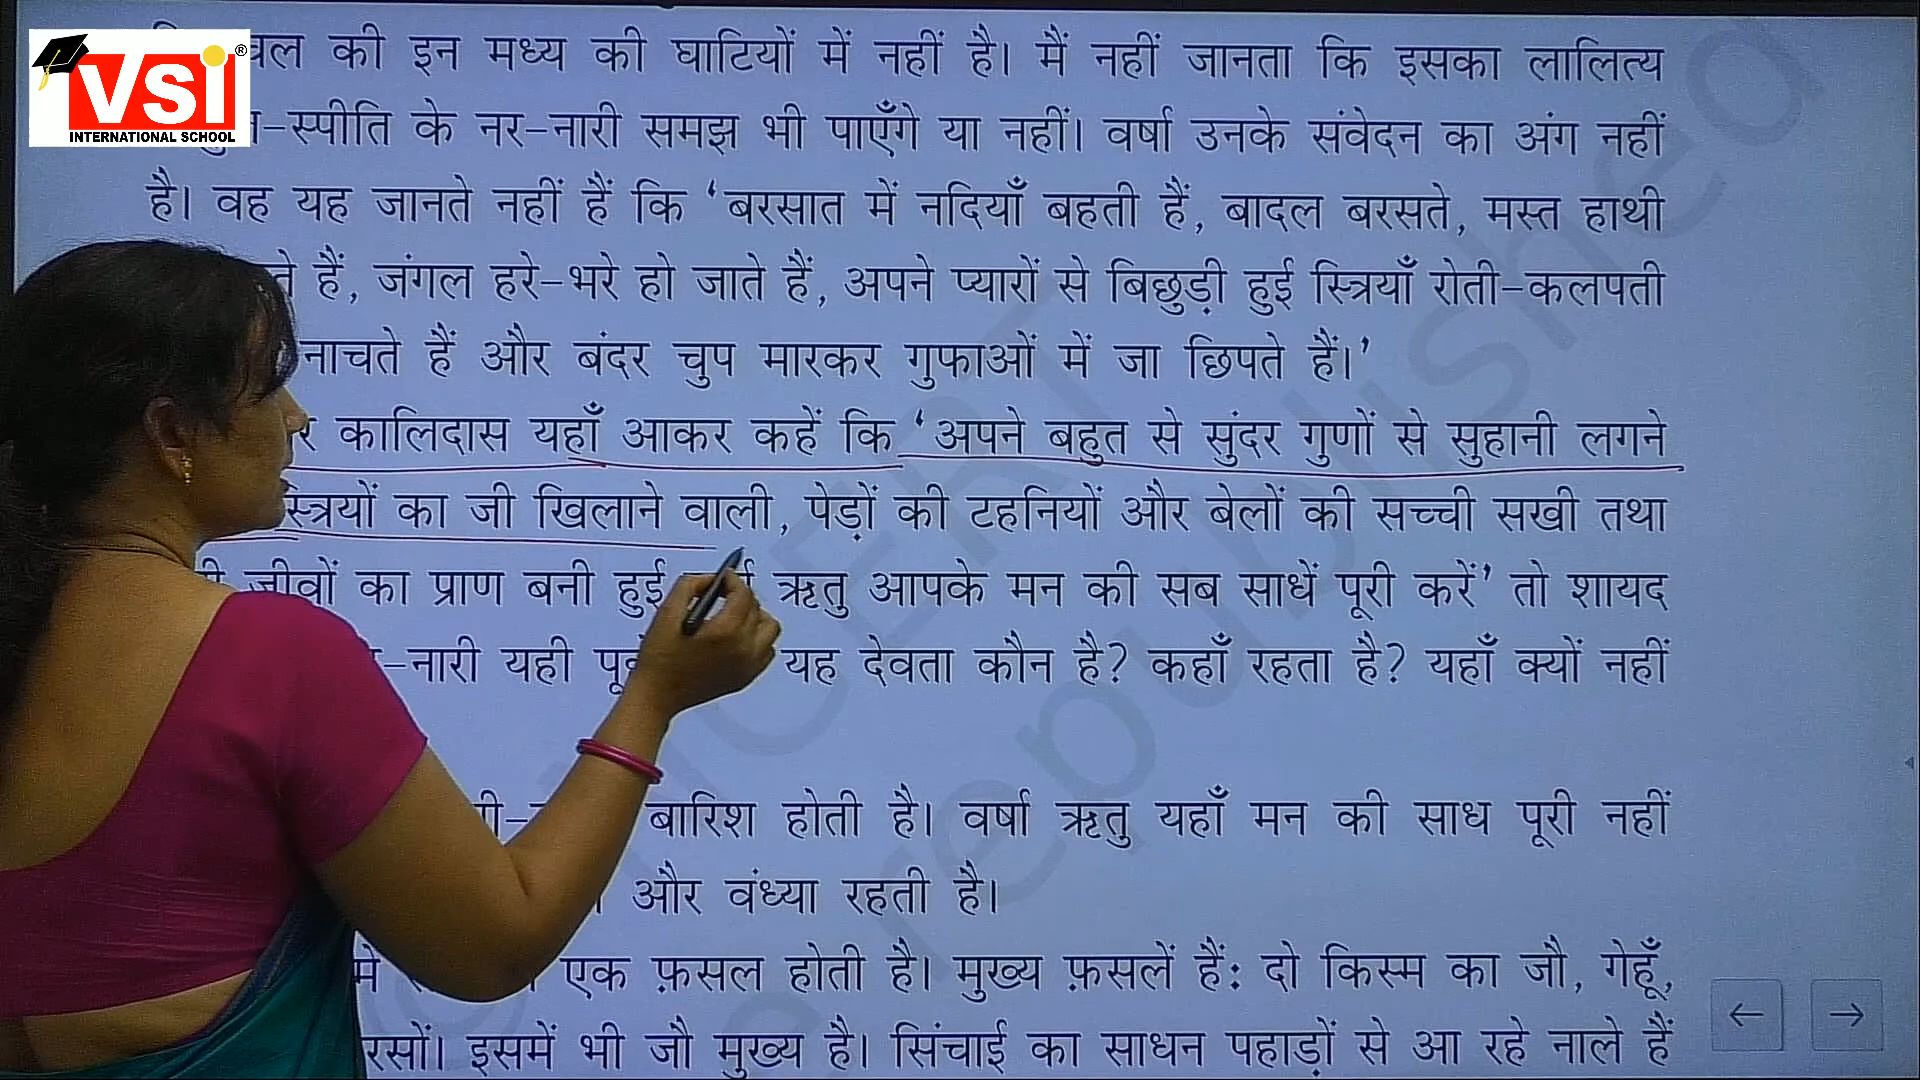 VSI
INTERNATIONAL SCHOOL
की इन मध्य की घाटियों में नहीं है। मैं नहीं जानता कि इसका लालित्य
-स्पीति के नर-नारी समझ भी पाएँगे या नहीं। वर्षा उनके संवेदन का अंग नहीं
है। वह यह जानते नहीं हैं कि ‘बरसात में नदियाँ बहती हैं, बादल बरसते, मस्त हाथी
हैं, जंगल हरे-भरे हो जाते हैं, अपने प्यारों से बिछुड़ी हुई स्त्रियाँ रोती-कलपती
नाचते हैं और बंदर चुप मारकर गुफाओं में जा छिपते हैं।’
कालिदास यहाँ आकर कहें कि ‘अपने बहुत से सुंदर गुणों से सुहानी लगने
स्त्रियों का जी खिलाने वाली, पेड़ों की टहनियों और बेलों की सच्ची सखी तथा
जीवों का प्राण बनी हुई ऋतु आपके मन की सब साधें पूरी करें’ तो शायद
-नारी यही यह देवता कौन है? कहाँ रहता है? यहाँ क्यों नहीं
बारिश होती है। वर्षा ऋतु यहाँ मन की साध पूरी नहीं
और वंध्या रहती है।
एक फ़सल होती है। मुख्य फ़सलें हैं: दो किस्म का जौ, गेहूँ,
इसमें भी जौ मुख्य है। सिंचाई का साधन पहाड़ों से आ रहे नाले हैं